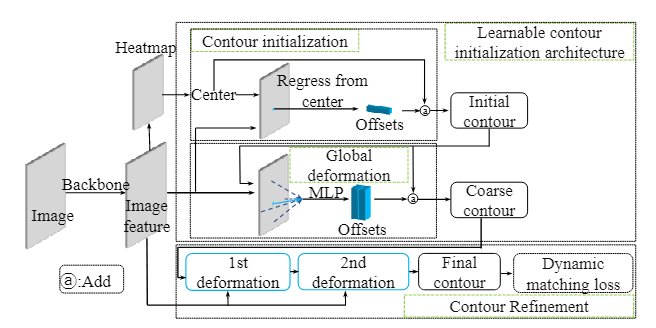 Learnable contour
initialization architecture
Contour initialization
Heatmap
Center
Regress from
center
Offsets
ⓐ
Initial
contour
Global
deformation
MLP
Offsets
ⓐ
Coarse
contour
Backbone
Image
Image
feature
1st
deformation
2nd
deformation
Final
contour
Dynamic
matching loss
ⓐ:Add
Contour Refinement